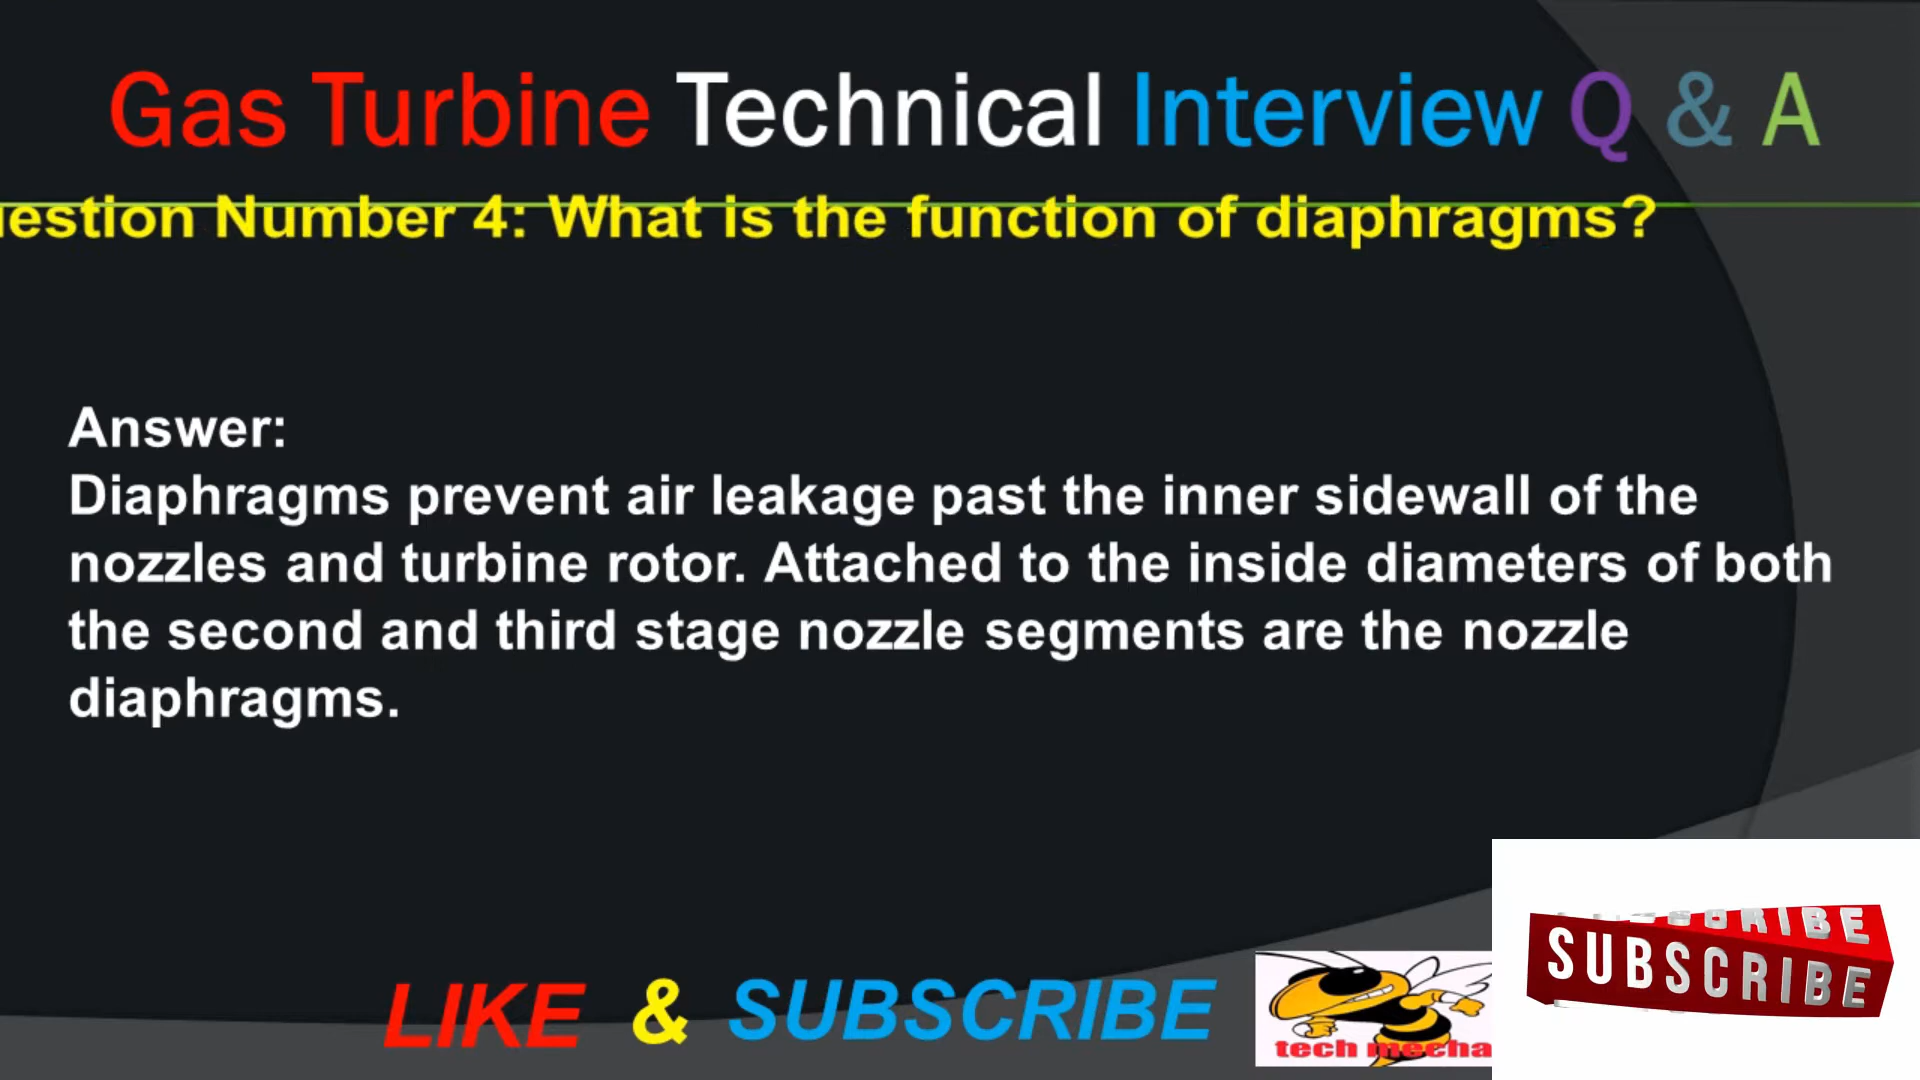 Gas Turbine Technical Interview Q & A
estion Number 4: What is the function of diaphragms?
Answer:
Diaphragms prevent air leakage past the inner sidewall of the
nozzles and turbine rotor. Attached to the inside diameters of both
the second and third stage nozzle segments are the nozzle
diaphragms.
LIKE & SUBSCRIBE
tech mecha
SUBSCRIBE